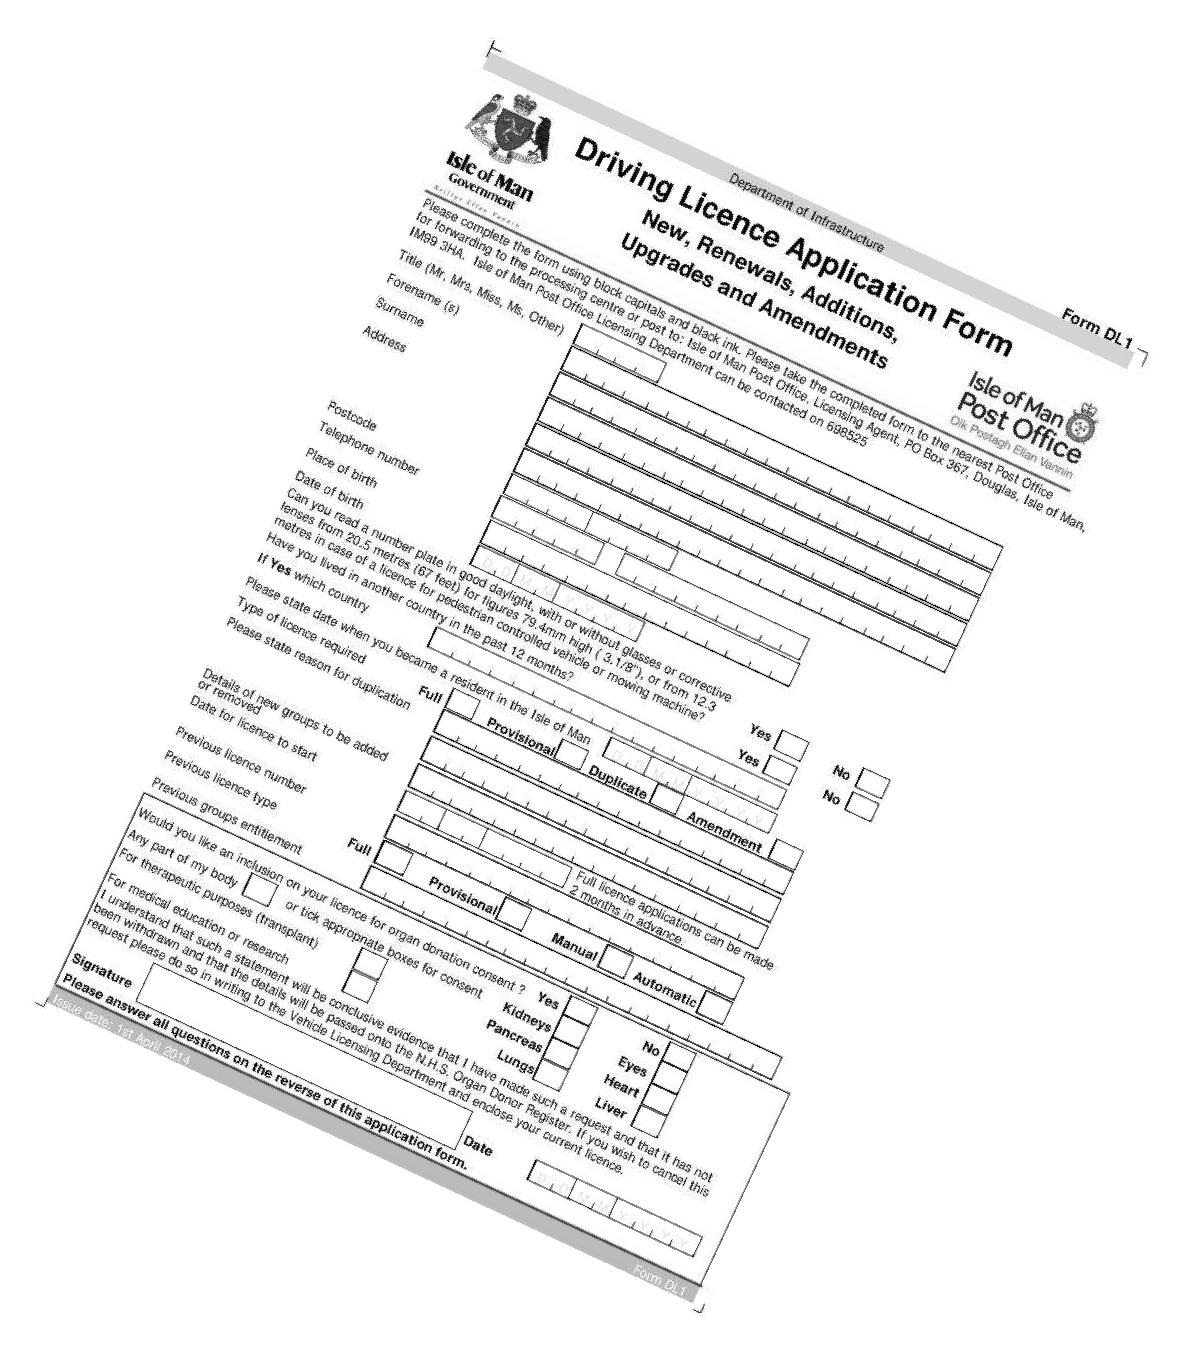 Department of Infrastructure
Form DL1
Isle of Man
Government
Reiltys Ellan Vannin
Driving Licence Application Form
New, Renewals, Additions,
Upgrades and Amendments
Isle of Man
Post Office
Oik Postagh Ellan Vannin
Please complete the form using block capitals and black ink. Please take the completed form to the nearest Post Office
for forwarding to the processing centre or post to: Isle of Man Post Office, Licensing Agent, PO Box 367, Douglas, Isle of Man,
IM99 3HA. Isle of Man Post Office Licensing Department can be contacted on 698525
Title (Mr, Mrs, Miss, Ms, Other)
Forename (s)
Surname
Address
Postcode
Telephone number
Place of birth
Date of birth D D M M Y Y Y Y
Can you read a number plate in good daylight, with or without glasses or corrective
lenses from 20.5 metres (67 feet) for figures 79.4mm high ( 3.1/8"), or from 12.3
metres in case of a licence for pedestrian controlled vehicle or mowing machine? Yes No
Have you lived in another country in the past 12 months? Yes No
If Yes which country
Please state date when you became a resident in the Isle of Man D D M M Y Y Y Y
Type of licence required Full Provisional Duplicate Amendment
Please state reason for duplication
Details of new groups to be added
or removed
Date for licence to start Full licence applications can be made
2 months in advance.
Previous licence number
Previous licence type Full Provisional Manual Automatic
Previous groups entitlement
Would you like an inclusion on your licence for organ donation consent ? Yes No
Any part of my body or tick appropriate boxes for consent Kidneys Eyes
For therapeutic purposes (transplant) Pancreas Heart
For medical education or research Lungs Liver
I understand that such a statement will be conclusive evidence that I have made such a request and that it has not
been withdrawn and that the details will be passed onto the N.H.S. Organ Donor Register. If you wish to cancel this
request please do so in writing to the Vehicle Licensing Department and enclose your current licence.
Signature Date D D M M Y Y Y Y
Please answer all questions on the reverse of this application form.
Issue date: 1st April 2014 Form DL1